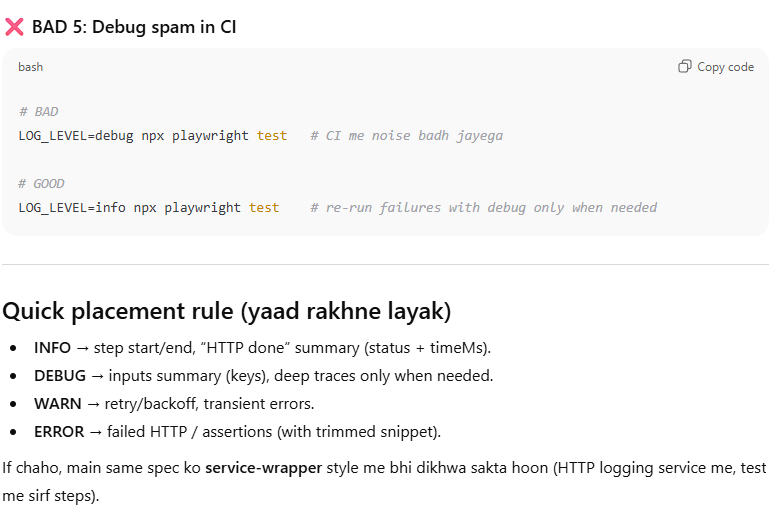 ❌ BAD 5: Debug spam in CI
bash
Copy code
# BAD
LOG_LEVEL=debug npx playwright test   # CI me noise badh jayega
# GOOD
LOG_LEVEL=info npx playwright test    # re-run failures with debug only when needed
Quick placement rule (yaad rakhne layak)
• INFO → step start/end, “HTTP done” summary (status + timeMs).
• DEBUG → inputs summary (keys), deep traces only when needed.
• WARN → retry/backoff, transient errors.
• ERROR → failed HTTP / assertions (with trimmed snippet).
If chaho, main same spec ko service-wrapper style me bhi dikhwa sakta hoon (HTTP logging service me, test
me sirf steps).